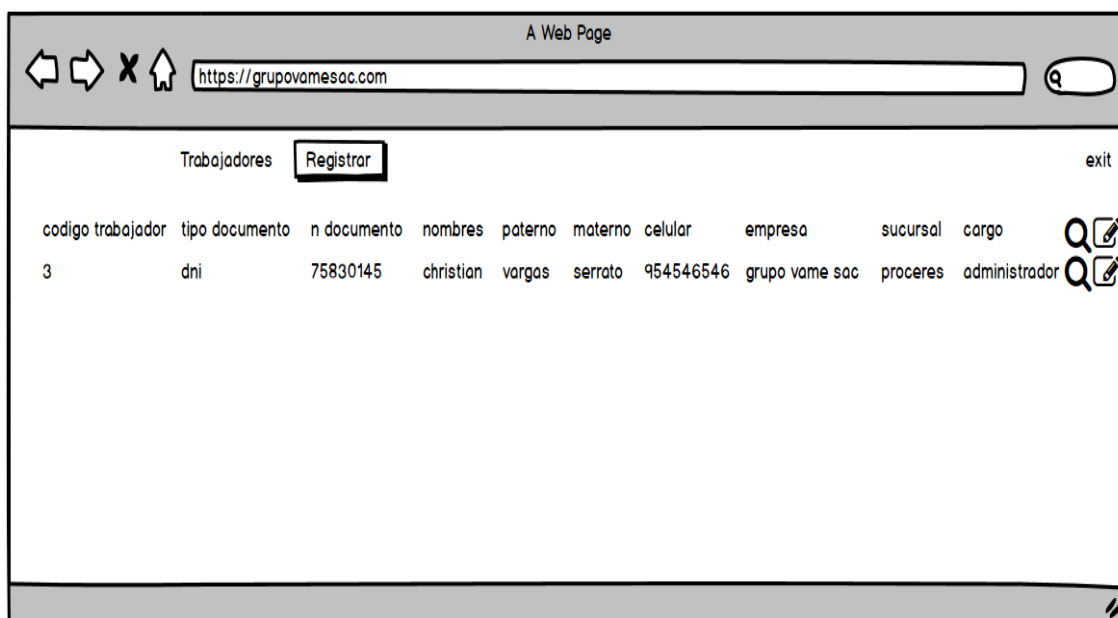 A Web Page
https://grupovamesac.com
Trabajadores Registrar exit
codigo trabajador tipo documento n documento nombres paterno materno celular empresa sucursal cargo
3 dni 75830145 christian vargas serrato 954546546 grupo vame sac proceres administrador